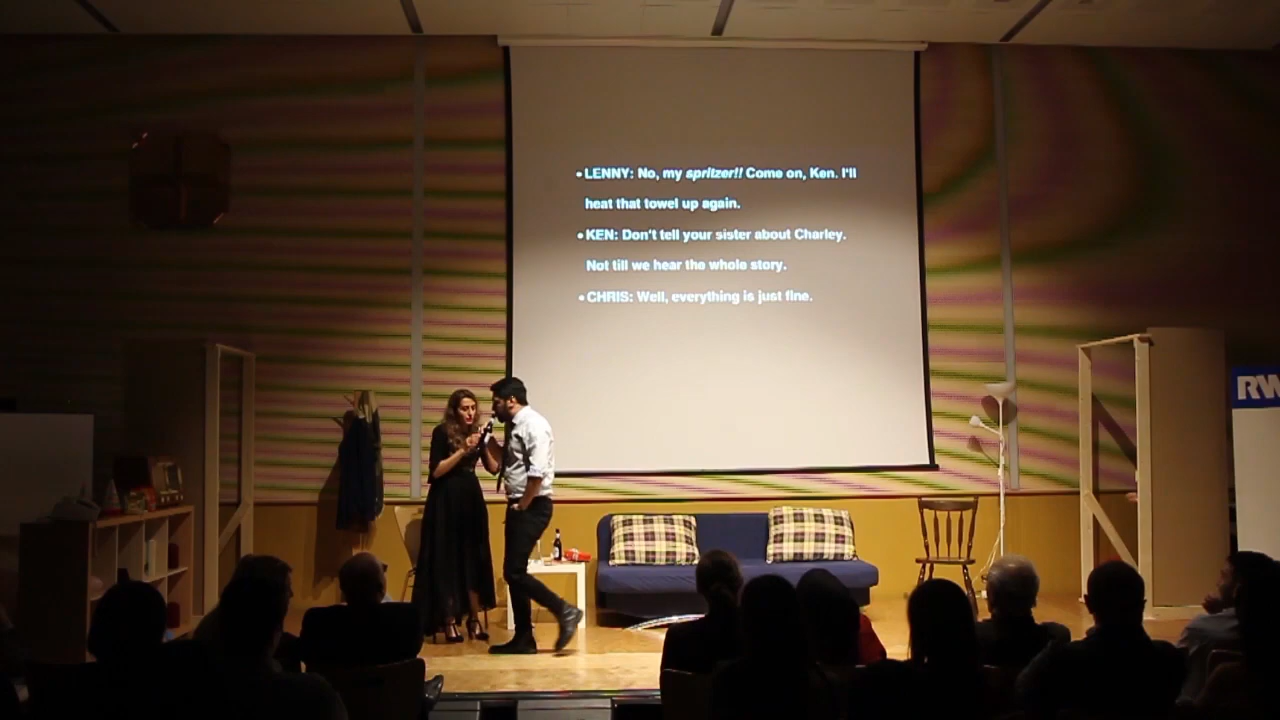 • LENNY: No, my spritzer!! Come on, Ken. I'll
heat that towel up again.
• KEN: Don't tell your sister about Charley.
Not till we hear the whole story.
• CHRIS: Well, everything is just fine.
RW